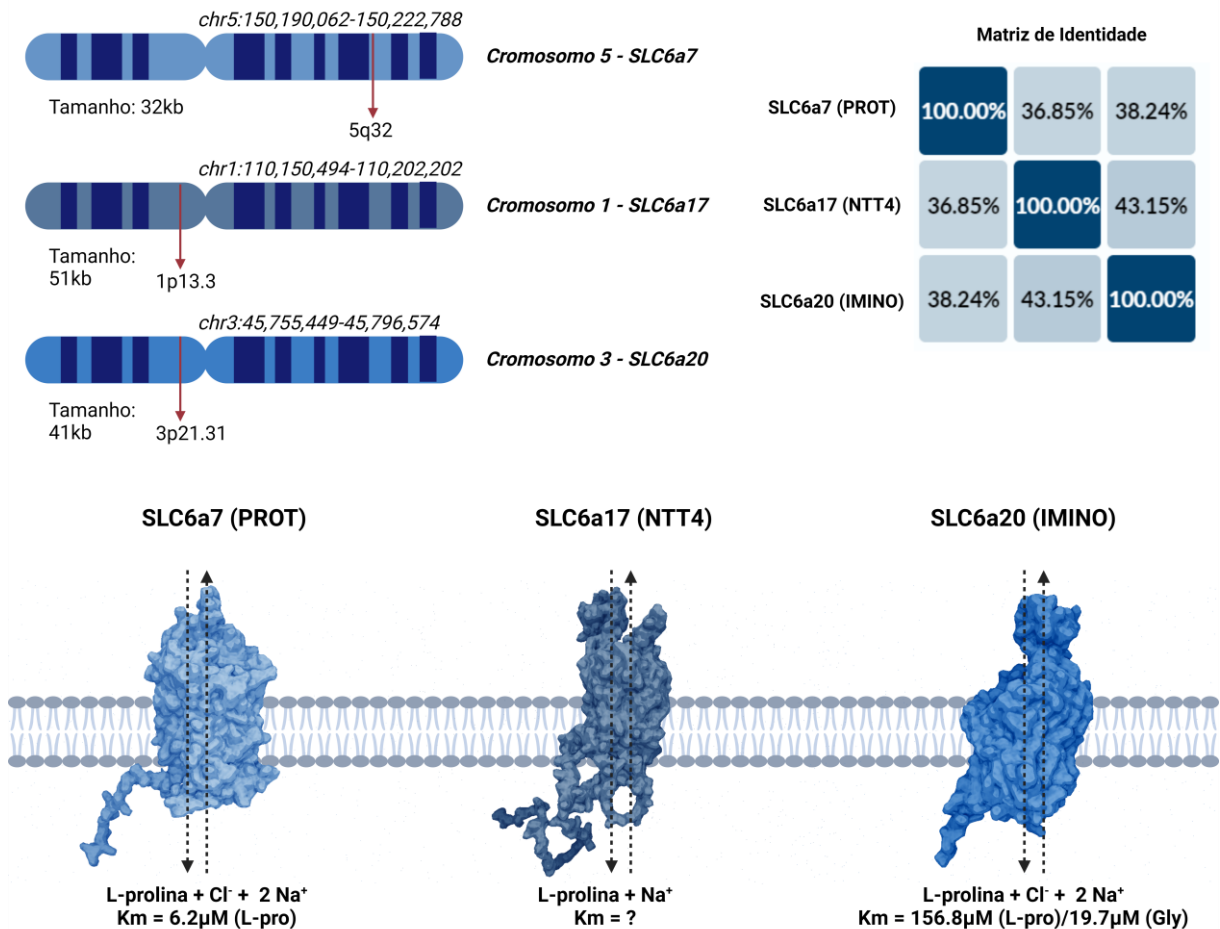 chr5:150,190,062-150,222,788
Cromosomo 5 - SLC6a7
Tamanho: 32kb
5q32
chr1:110,150,494-110,202,202
Cromosomo 1 - SLC6a17
Tamanho:
51kb
1p13.3
chr3:45,755,449-45,796,574
Cromosomo 3 - SLC6a20
Tamanho:
41kb
3p21.31
Matriz de Identidade
SLC6a7 (PROT)
100.00% 36.85% 38.24%
SLC6a17 (NTT4)
36.85% 100.00% 43.15%
SLC6a20 (IMINO)
38.24% 43.15% 100.00%
SLC6a7 (PROT)
SLC6a17 (NTT4)
SLC6a20 (IMINO)
L-prolina + Cl⁻ + 2 Na⁺
Km = 6.2µM (L-pro)
L-prolina + Na⁺
Km = ?
L-prolina + Cl⁻ + 2 Na⁺
Km = 156.8µM (L-pro)/19.7µM (Gly)